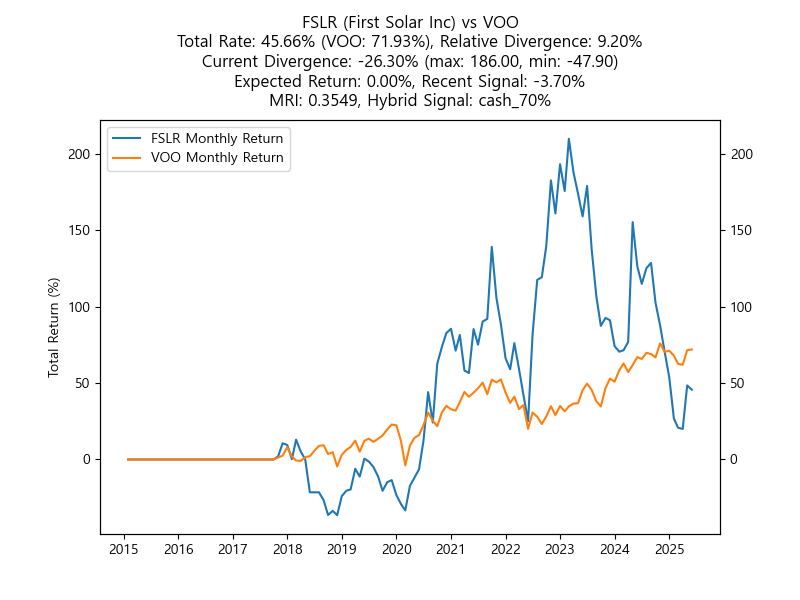 FSLR (First Solar Inc) vs VOO
Total Rate: 45.66% (VOO: 71.93%), Relative Divergence: 9.20%
Current Divergence: -26.30% (max: 186.00, min: -47.90)
Expected Return: 0.00%, Recent Signal: -3.70%
MRI: 0.3549, Hybrid Signal: cash_70%
FSLR Monthly Return
VOO Monthly Return
Total Return (%)
200
150
100
50
0
200
150
100
50
0
2015 2016 2017 2018 2019 2020 2021 2022 2023 2024 2025